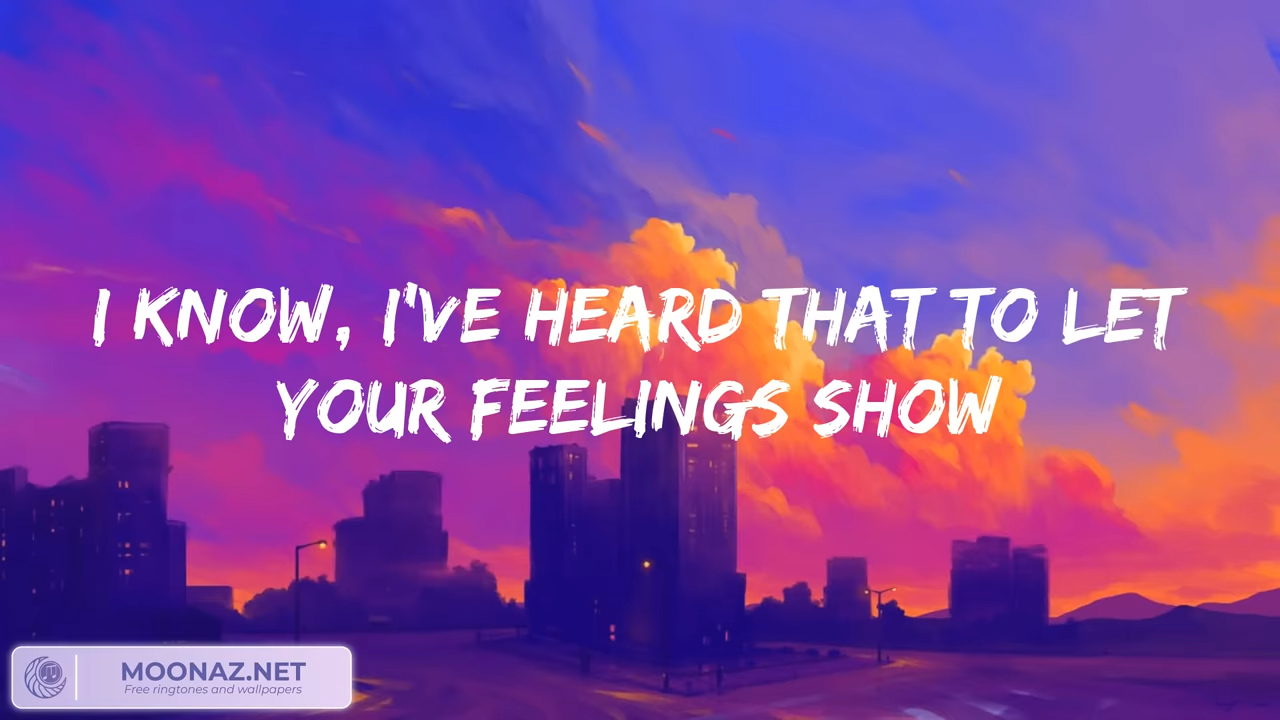 I KNOW, I'VE HEARD THAT TO LET
YOUR FEELINGS SHOW
MOONAZ.NET
Free ringtones and wallpapers